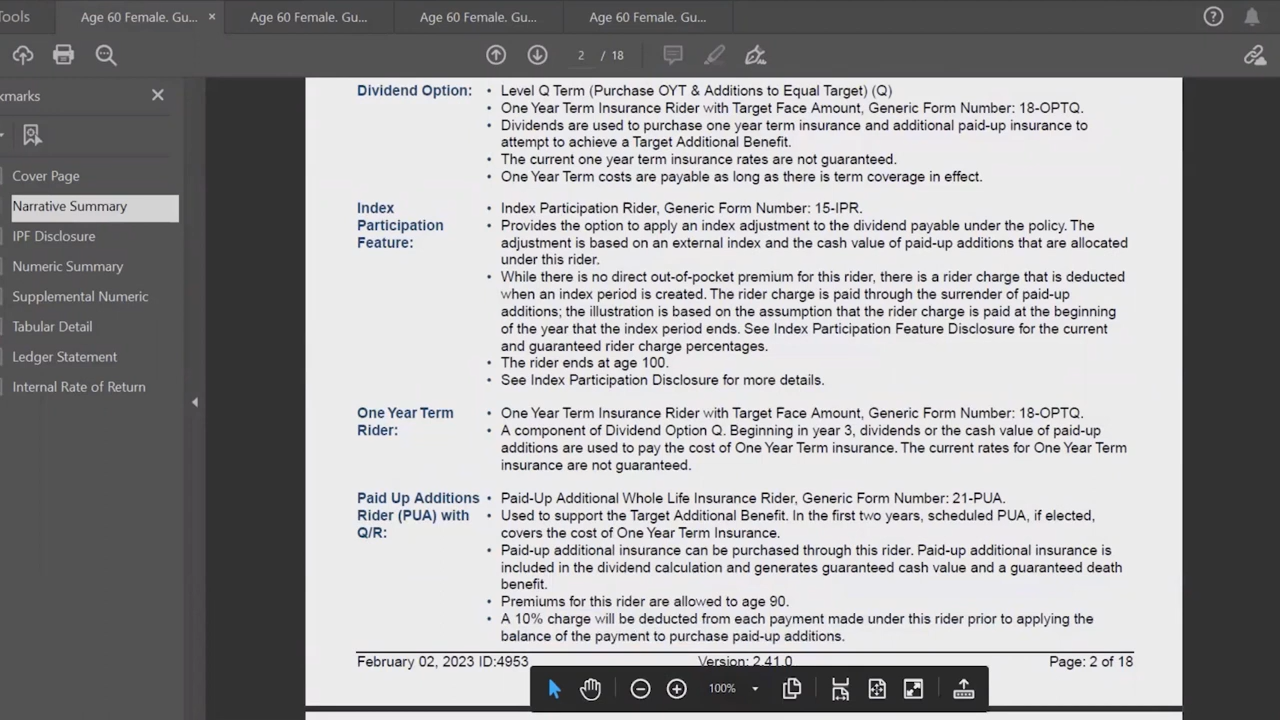 Tools
Age 60 Female. Gu...
×
Age 60 Female. Gu...
Age 60 Female. Gu...
Age 60 Female. Gu...
2 / 18
kmarks
Cover Page
Narrative Summary
IPF Disclosure
Numeric Summary
Supplemental Numeric
Tabular Detail
Ledger Statement
Internal Rate of Return
Dividend Option:
• Level Q Term (Purchase OYT & Additions to Equal Target) (Q)
• One Year Term Insurance Rider with Target Face Amount, Generic Form Number: 18-OPTQ.
• Dividends are used to purchase one year term insurance and additional paid-up insurance to
attempt to achieve a Target Additional Benefit.
• The current one year term insurance rates are not guaranteed.
• One Year Term costs are payable as long as there is term coverage in effect.
Index
Participation
Feature:
• Index Participation Rider, Generic Form Number: 15-IPR.
• Provides the option to apply an index adjustment to the dividend payable under the policy. The
adjustment is based on an external index and the cash value of paid-up additions that are allocated
under this rider.
• While there is no direct out-of-pocket premium for this rider, there is a rider charge that is deducted
when an index period is created. The rider charge is paid through the surrender of paid-up
additions; the illustration is based on the assumption that the rider charge is paid at the beginning
of the year that the index period ends. See Index Participation Feature Disclosure for the current
and guaranteed rider charge percentages.
• The rider ends at age 100.
• See Index Participation Disclosure for more details.
One Year Term
Rider:
• One Year Term Insurance Rider with Target Face Amount, Generic Form Number: 18-OPTQ.
• A component of Dividend Option Q. Beginning in year 3, dividends or the cash value of paid-up
additions are used to pay the cost of One Year Term insurance. The current rates for One Year Term
insurance are not guaranteed.
Paid Up Additions
Rider (PUA) with
Q/R:
• Paid-Up Additional Whole Life Insurance Rider, Generic Form Number: 21-PUA.
• Used to support the Target Additional Benefit. In the first two years, scheduled PUA, if elected,
covers the cost of One Year Term Insurance.
• Paid-up additional insurance can be purchased through this rider. Paid-up additional insurance is
included in the dividend calculation and generates guaranteed cash value and a guaranteed death
benefit.
• Premiums for this rider are allowed to age 90.
• A 10% charge will be deducted from each payment made under this rider prior to applying the
balance of the payment to purchase paid-up additions.
February 02, 2023 ID:4953
Version: 2.41.0
Page: 2 of 18
100%